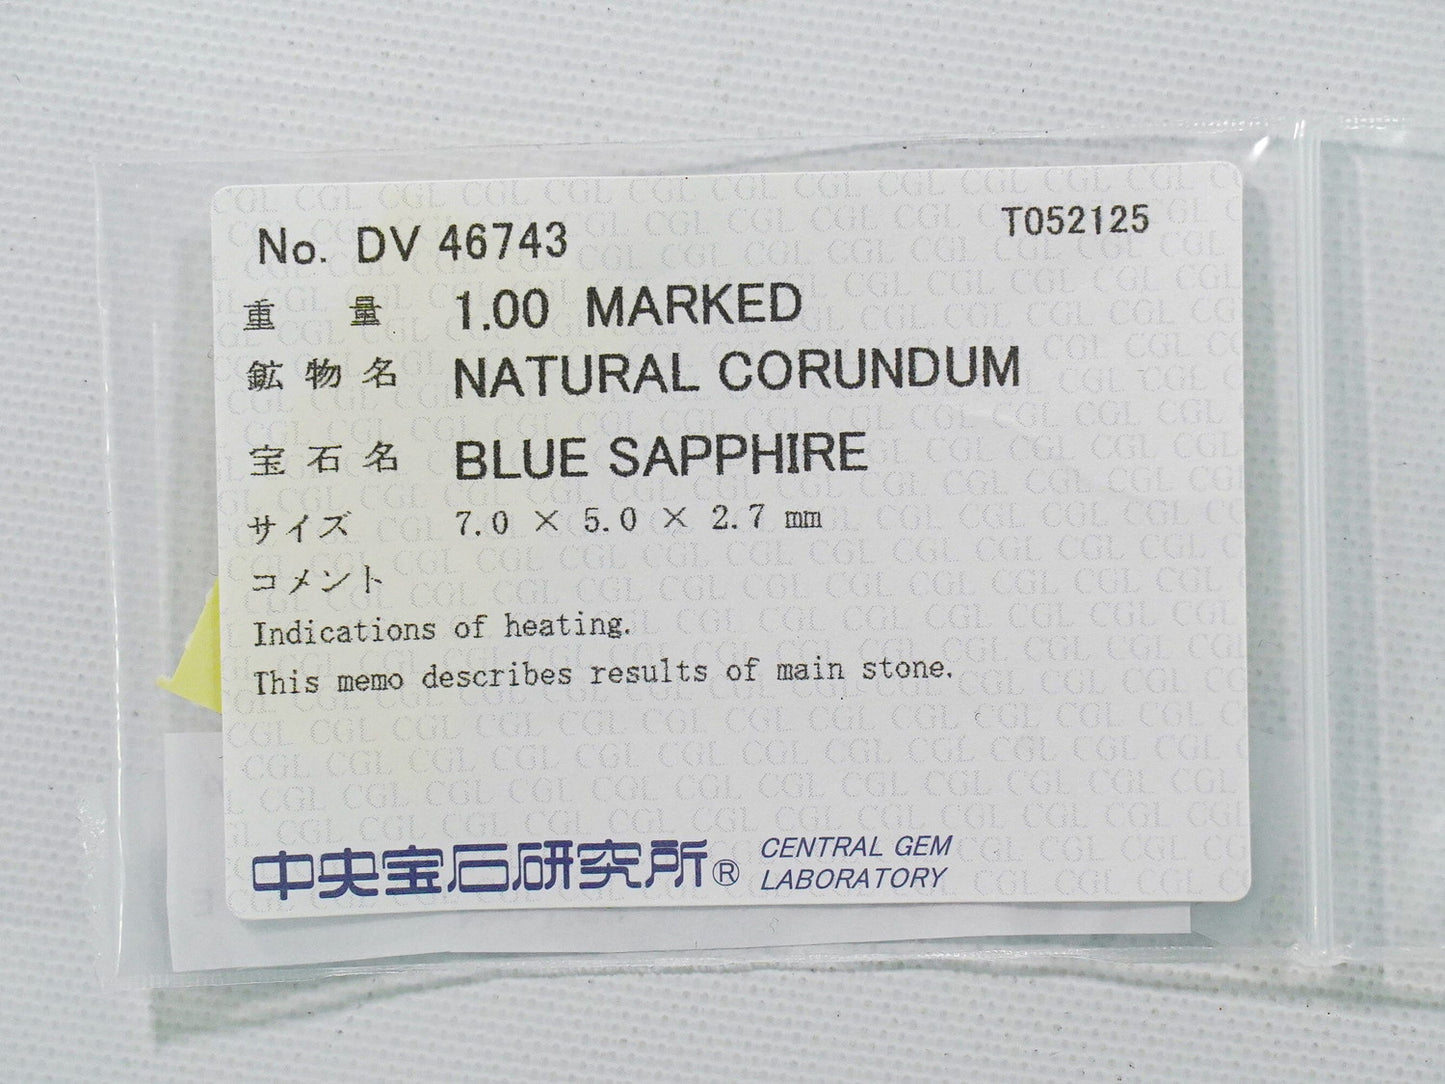 No. DV 46743
T052125
重 量 1.00 MARKED
鉱 物 名 NATURAL CORUNDUM
宝 石 名 BLUE SAPPHIRE
サイズ 7.0 × 5.0 × 2.7 mm
コメント
Indications of heating.
This memo describes results of main stone.
中央宝石研究所® CENTRAL GEM
LABORATORY